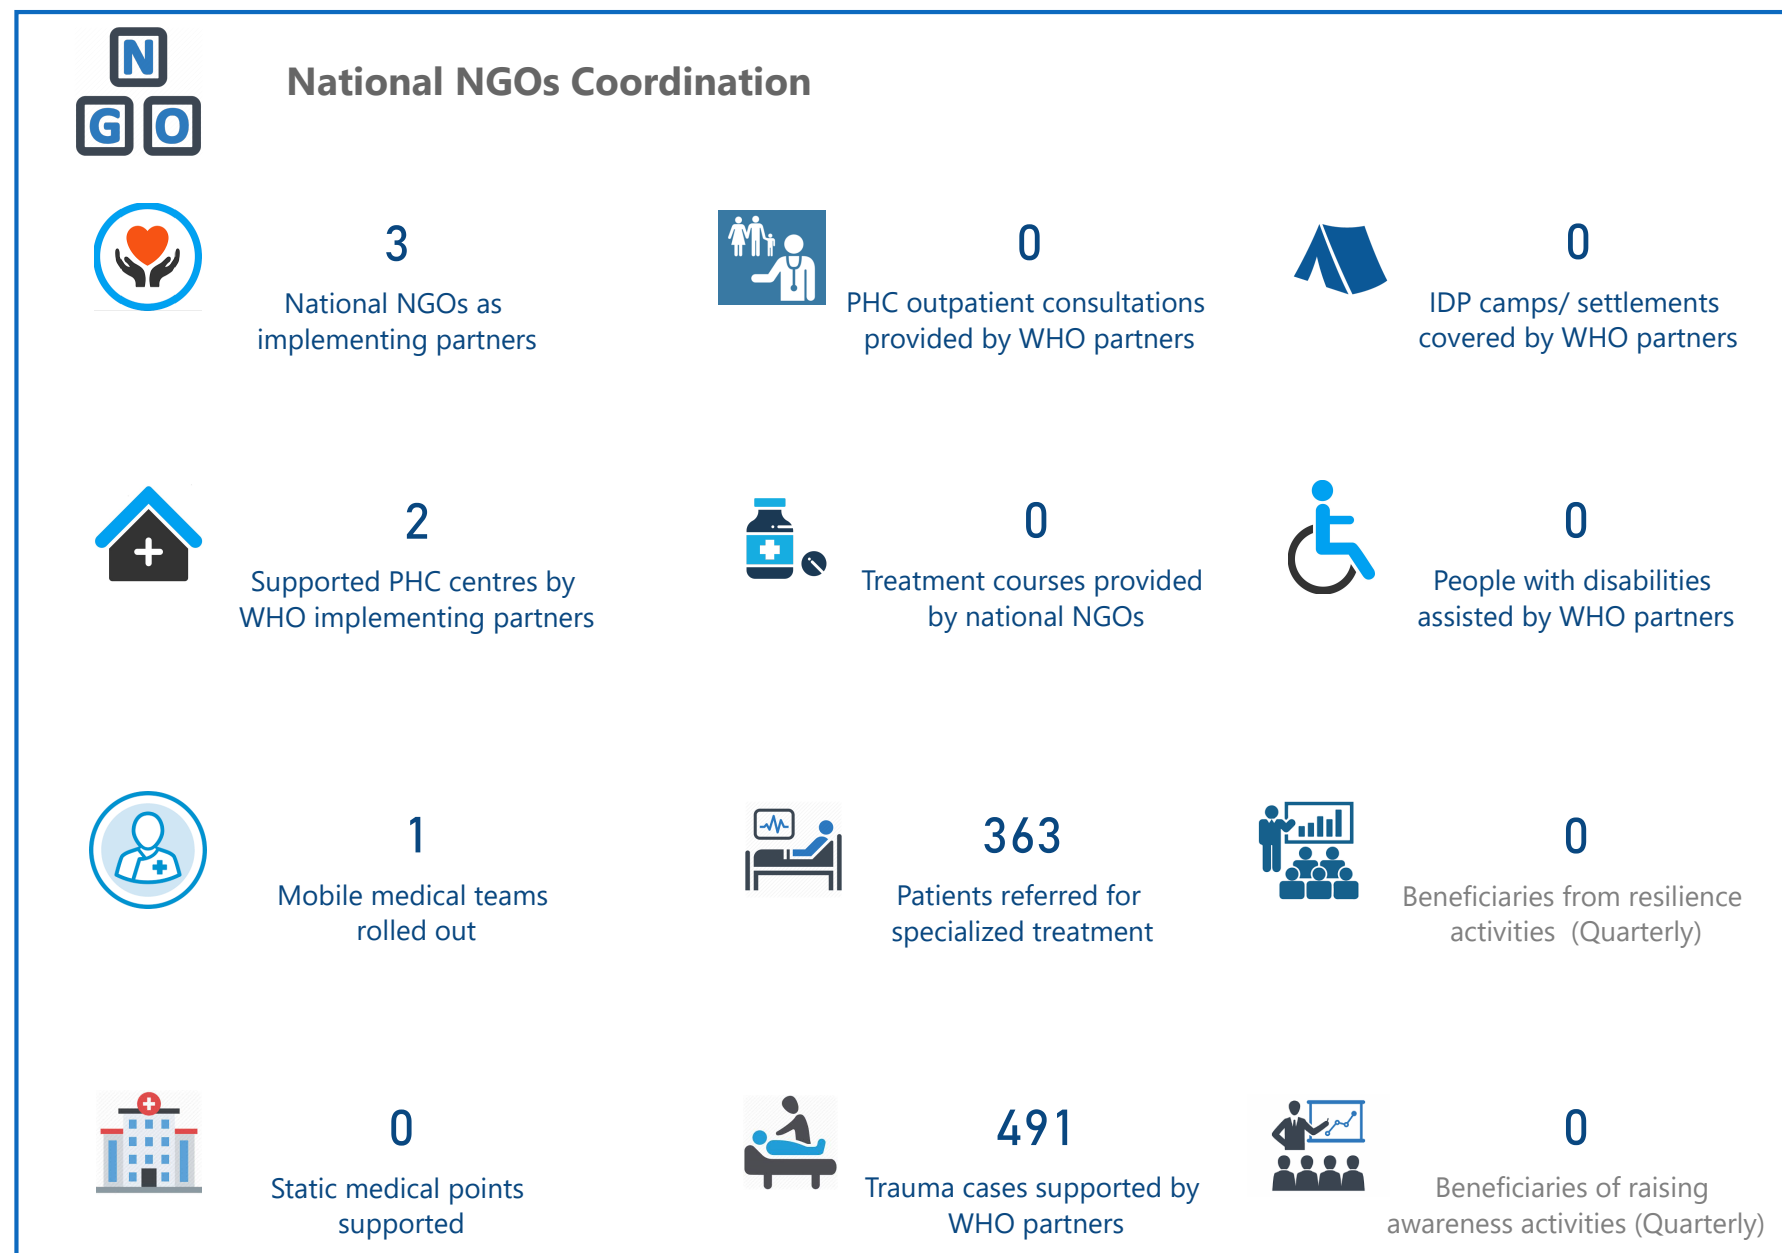 N
GO
National NGOs Coordination
3
National NGOs as
implementing partners
0
PHC outpatient consultations
provided by WHO partners
0
IDP camps/ settlements
covered by WHO partners
2
Supported PHC centres by
WHO implementing partners
0
Treatment courses provided
by national NGOs
0
People with disabilities
assisted by WHO partners
1
Mobile medical teams
rolled out
363
Patients referred for
specialized treatment
0
Beneficiaries from resilience
activities (Quarterly)
0
Static medical points
supported
491
Trauma cases supported by
WHO partners
0
Beneficiaries of raising
awareness activities (Quarterly)